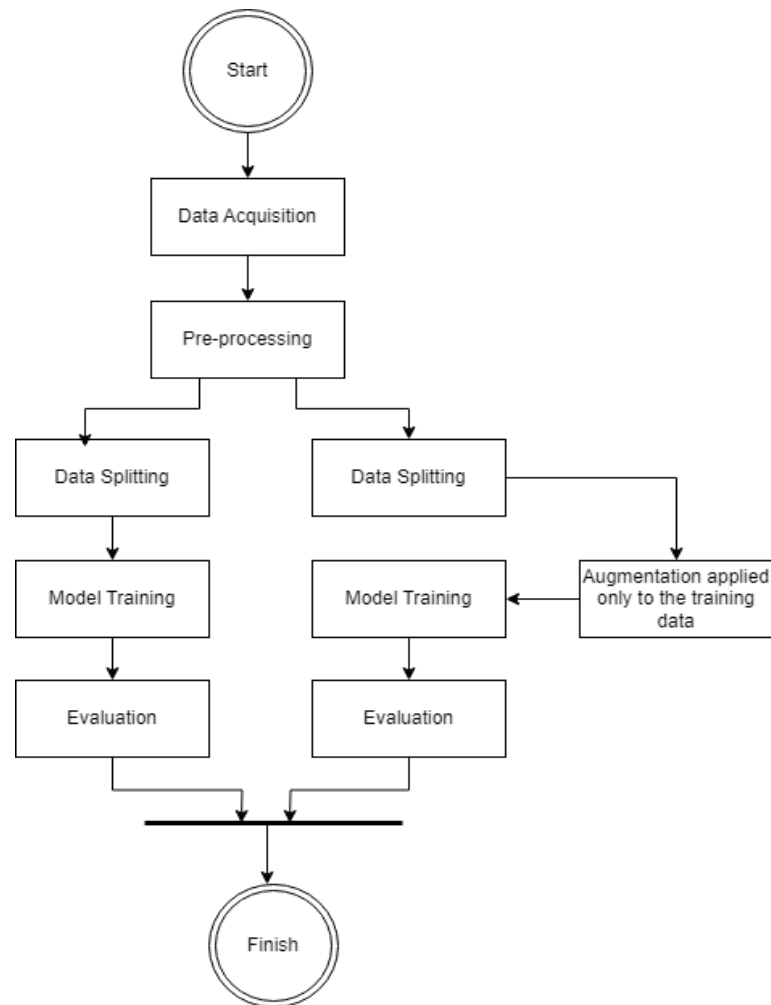 Start
Data Acquisition
Pre-processing
Data Splitting
Data Splitting
Model Training
Model Training
Augmentation applied
only to the training
data
Evaluation
Evaluation
Finish